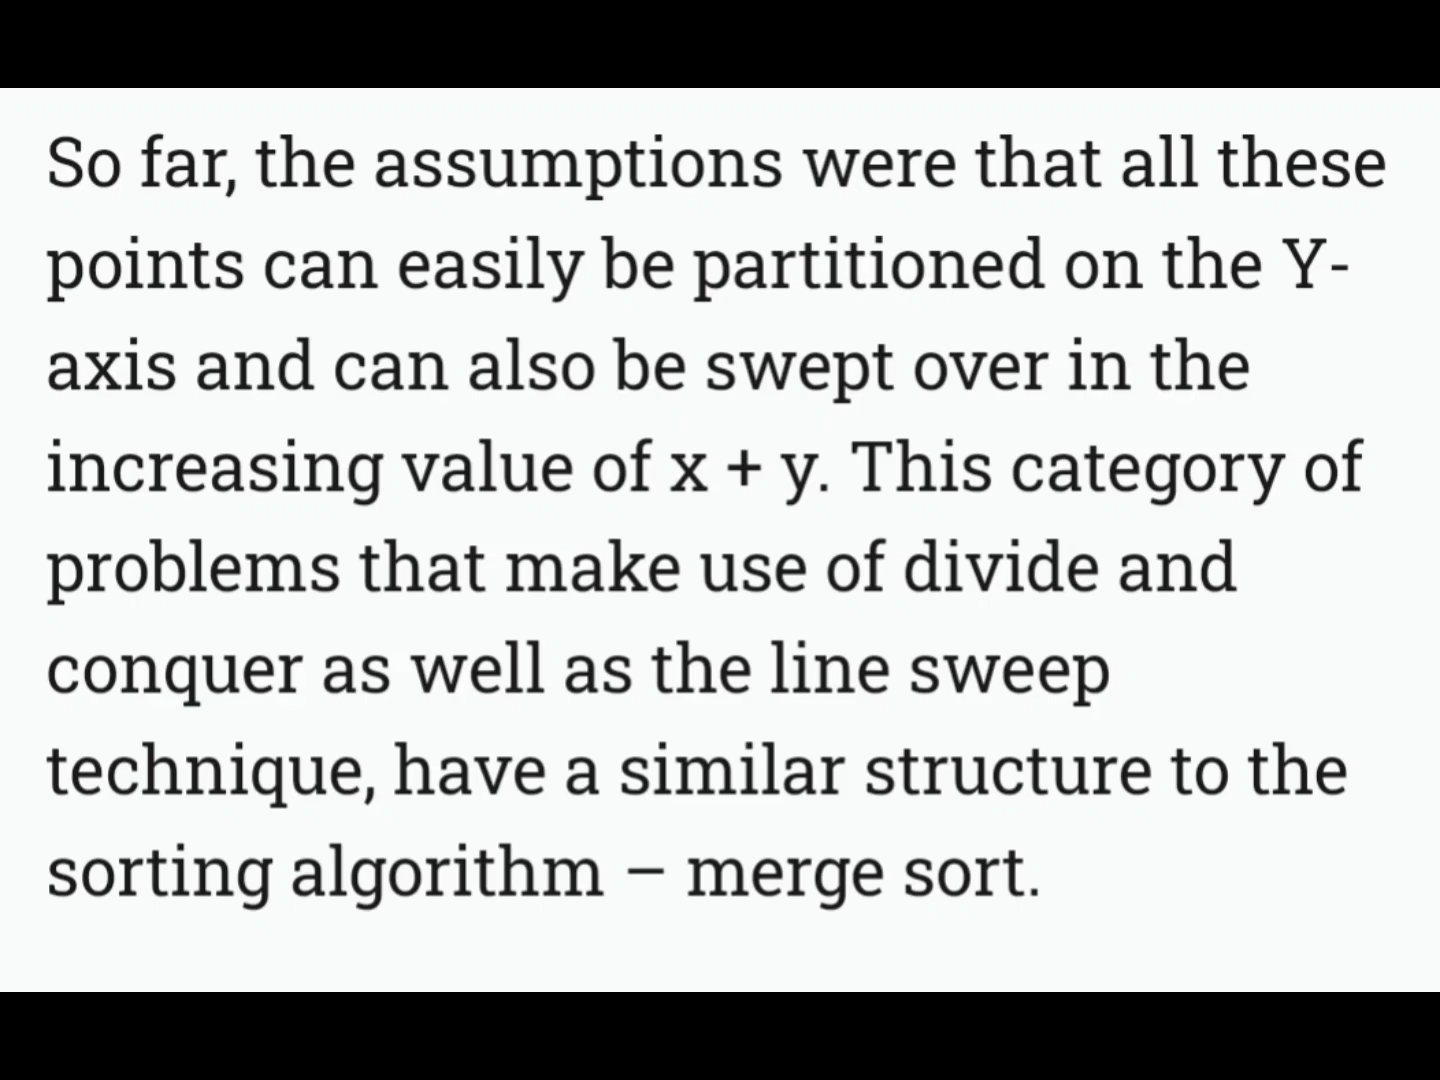 So far, the assumptions were that all these
points can easily be partitioned on the Y-
axis and can also be swept over in the
increasing value of x + y. This category of
problems that make use of divide and
conquer as well as the line sweep
technique, have a similar structure to the
sorting algorithm – merge sort.